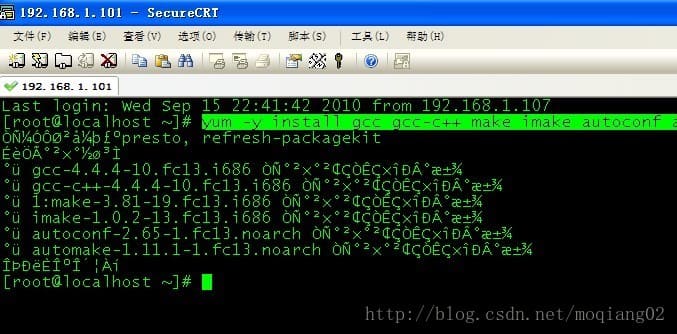 192.168.1.101 - SecureCRT
文件(F) 编辑(E) 查看(V) 选项(O) 传输(T) 脚本(S) 工具(L) 帮助(H)
192.168.1.101
Last login: Wed Sep 15 22:41:42 2010 from 192.168.1.107
[root@localhost ~]# yum -y install gcc gcc-c++ make imake autoconf a
ÒÑ¼ÓÔØ²å¼þ£ºpresto, refresh-packagekit
ÉèÖÃ°²×°½ø³Ì
°ü gcc-4.4.4-10.fc13.i686 ÒÑ°²×°²¢ÇÒÊÇ×îÐÂ°æ±¾
°ü gcc-c++-4.4.4-10.fc13.i686 ÒÑ°²×°²¢ÇÒÊÇ×îÐÂ°æ±¾
°ü 1:make-3.81-19.fc13.i686 ÒÑ°²×°²¢ÇÒÊÇ×îÐÂ°æ±¾
°ü imake-1.0.2-13.fc13.i686 ÒÑ°²×°²¢ÇÒÊÇ×îÐÂ°æ±¾
°ü autoconf-2.65-1.fc13.noarch ÒÑ°²×°²¢ÇÒÊÇ×îÐÂ°æ±¾
°ü automake-1.11.1-1.fc13.noarch ÒÑ°²×°²¢ÇÒÊÇ×îÐÂ°æ±¾
ÎÞÐëÈÎºÎ´¦Àí
[root@localhost ~]#
http://blog.csdn.net/moqiang02